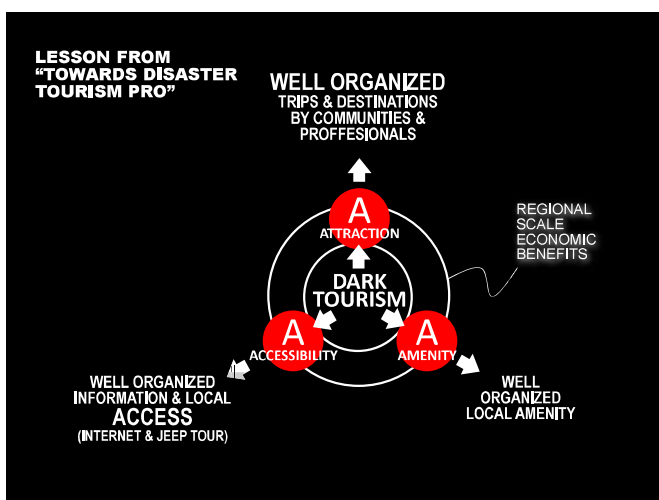 LESSON FROM
“TOWARDS DISASTER
TOURISM PRO”
WELL ORGANIZED
TRIPS & DESTINATIONS
BY COMMUNITIES &
PROFFESIONALS
A
ATTRACTION
REGIONAL
SCALE
ECONOMIC
BENEFITS
DARK
TOURISM
A
ACCESSIBILITY
A
AMENITY
WELL ORGANIZED
INFORMATION & LOCAL
ACCESS
(INTERNET & JEEP TOUR)
WELL
ORGANIZED
LOCAL AMENITY